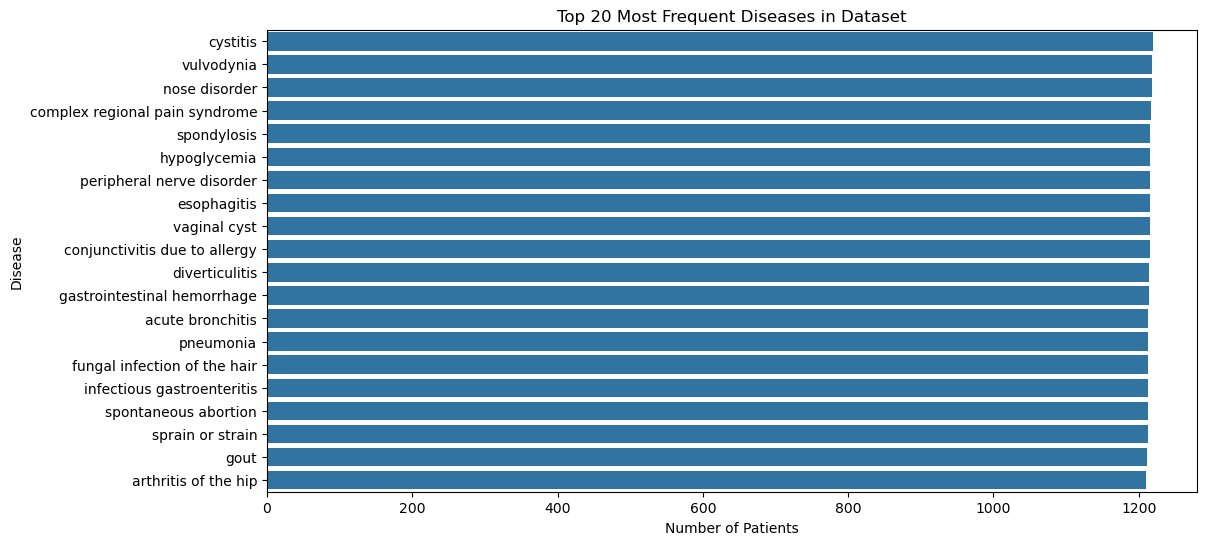 Top 20 Most Frequent Diseases in Dataset
cystitis
vulvodynia
nose disorder
complex regional pain syndrome
spondylosis
hypoglycemia
peripheral nerve disorder
esophagitis
vaginal cyst
conjunctivitis due to allergy
diverticulitis
gastrointestinal hemorrhage
acute bronchitis
pneumonia
fungal infection of the hair
infectious gastroenteritis
spontaneous abortion
sprain or strain
gout
arthritis of the hip
Disease
0 200 400 600 800 1000 1200
Number of Patients